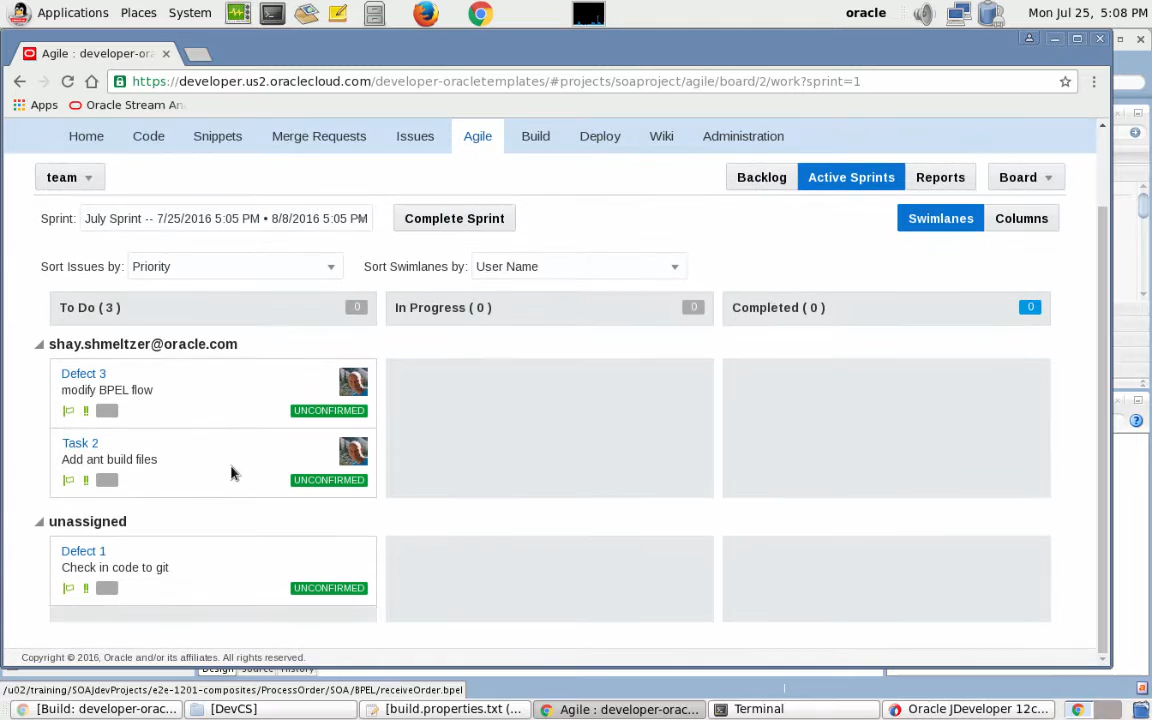 Applications Places System oracle Mon Jul 25, 5:08 PM
Agile : developer-ora
https://developer.us2.oraclecloud.com/developer-oracletemplates/#projects/soaproject/agile/board/2/work?sprint=1
Apps Oracle Stream An
Home Code Snippets Merge Requests Issues Agile Build Deploy Wiki Administration
team Backlog Active Sprints Reports Board
Sprint: July Sprint -- 7/25/2016 5:05 PM • 8/8/2016 5:05 PM Complete Sprint Swimlanes Columns
Sort Issues by: Priority Sort Swimlanes by: User Name
To Do ( 3 ) 0 In Progress ( 0 ) 0 Completed ( 0 ) 0
shay.shmeltzer@oracle.com
Defect 3
modify BPEL flow
UNCONFIRMED
Task 2
Add ant build files
UNCONFIRMED
unassigned
Defect 1
Check in code to git
UNCONFIRMED
Copyright © 2016, Oracle and/or its affiliates. All rights reserved.
Design Source History
/u02/training/SOAJdevProjects/e2e-1201-composites/ProcessOrder/SOA/BPEL/receiveOrder.bpel
[Build: developer-orac... [DevCS] [build.properties.txt (... Agile : developer-orac... Terminal Oracle JDeveloper 12c...